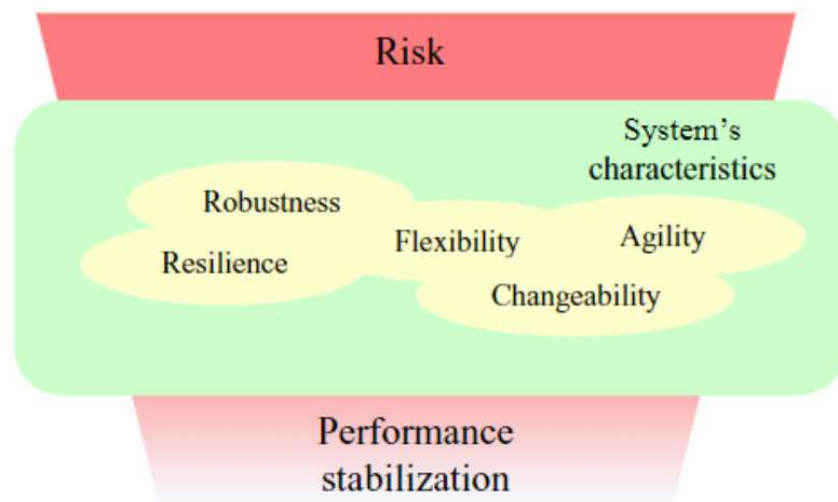 Risk
System’s
characteristics
Robustness
Flexibility
Agility
Resilience
Changeability
Performance
stabilization